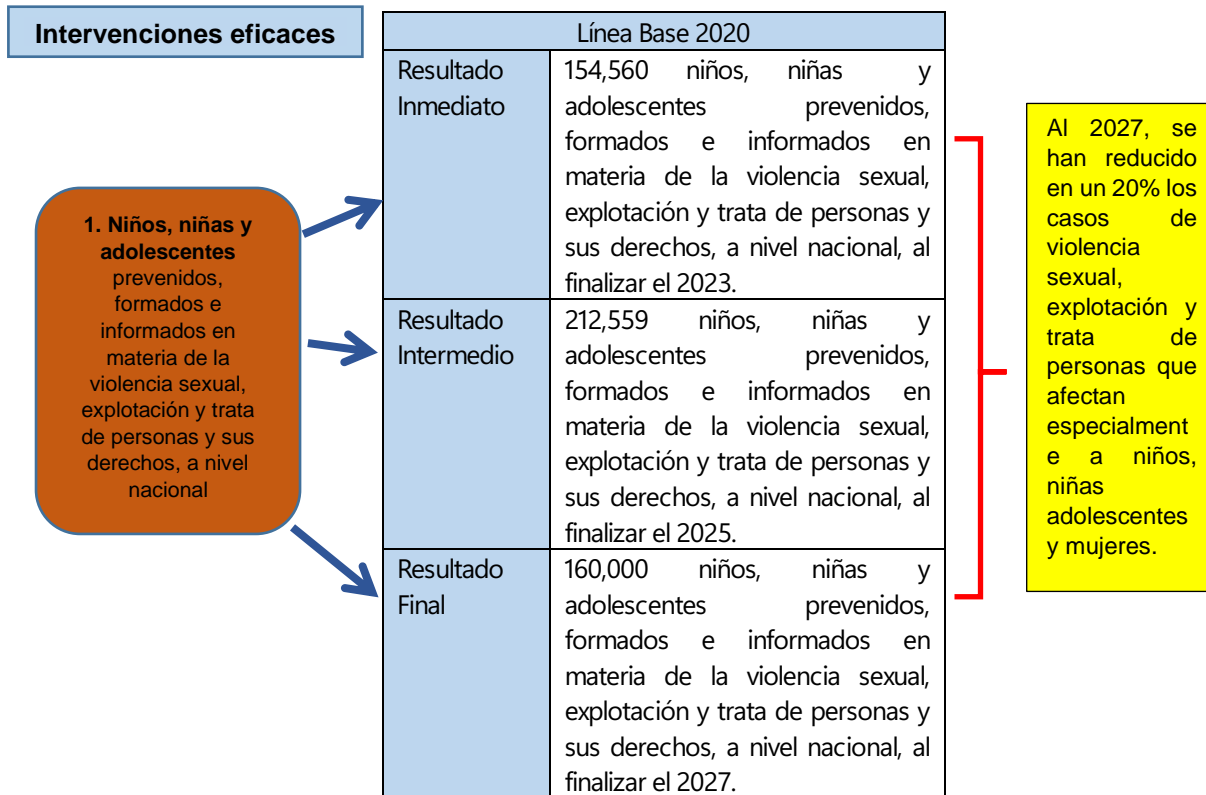 Intervenciones eficaces
1. Niños, niñas y
adolescentes
prevenidos,
formados e
informados en
materia de la
violencia sexual,
explotación y trata
de personas y sus
derechos, a nivel
nacional
Línea Base 2020
Resultado
Inmediato
154,560 niños, niñas y
adolescentes prevenidos,
formados e informados en
materia de la violencia sexual,
explotación y trata de personas y
sus derechos, a nivel nacional, al
finalizar el 2023.
Resultado
Intermedio
212,559 niños, niñas y
adolescentes prevenidos,
formados e informados en
materia de la violencia sexual,
explotación y trata de personas y
sus derechos, a nivel nacional, al
finalizar el 2025.
Resultado
Final
160,000 niños, niñas y
adolescentes prevenidos,
formados e informados en
materia de la violencia sexual,
explotación y trata de personas y
sus derechos, a nivel nacional, al
finalizar el 2027.
Al 2027, se
han reducido
en un 20% los
casos de
violencia
sexual,
explotación y
trata de
personas que
afectan
especialment
e a niños,
niñas
adolescentes
y mujeres.